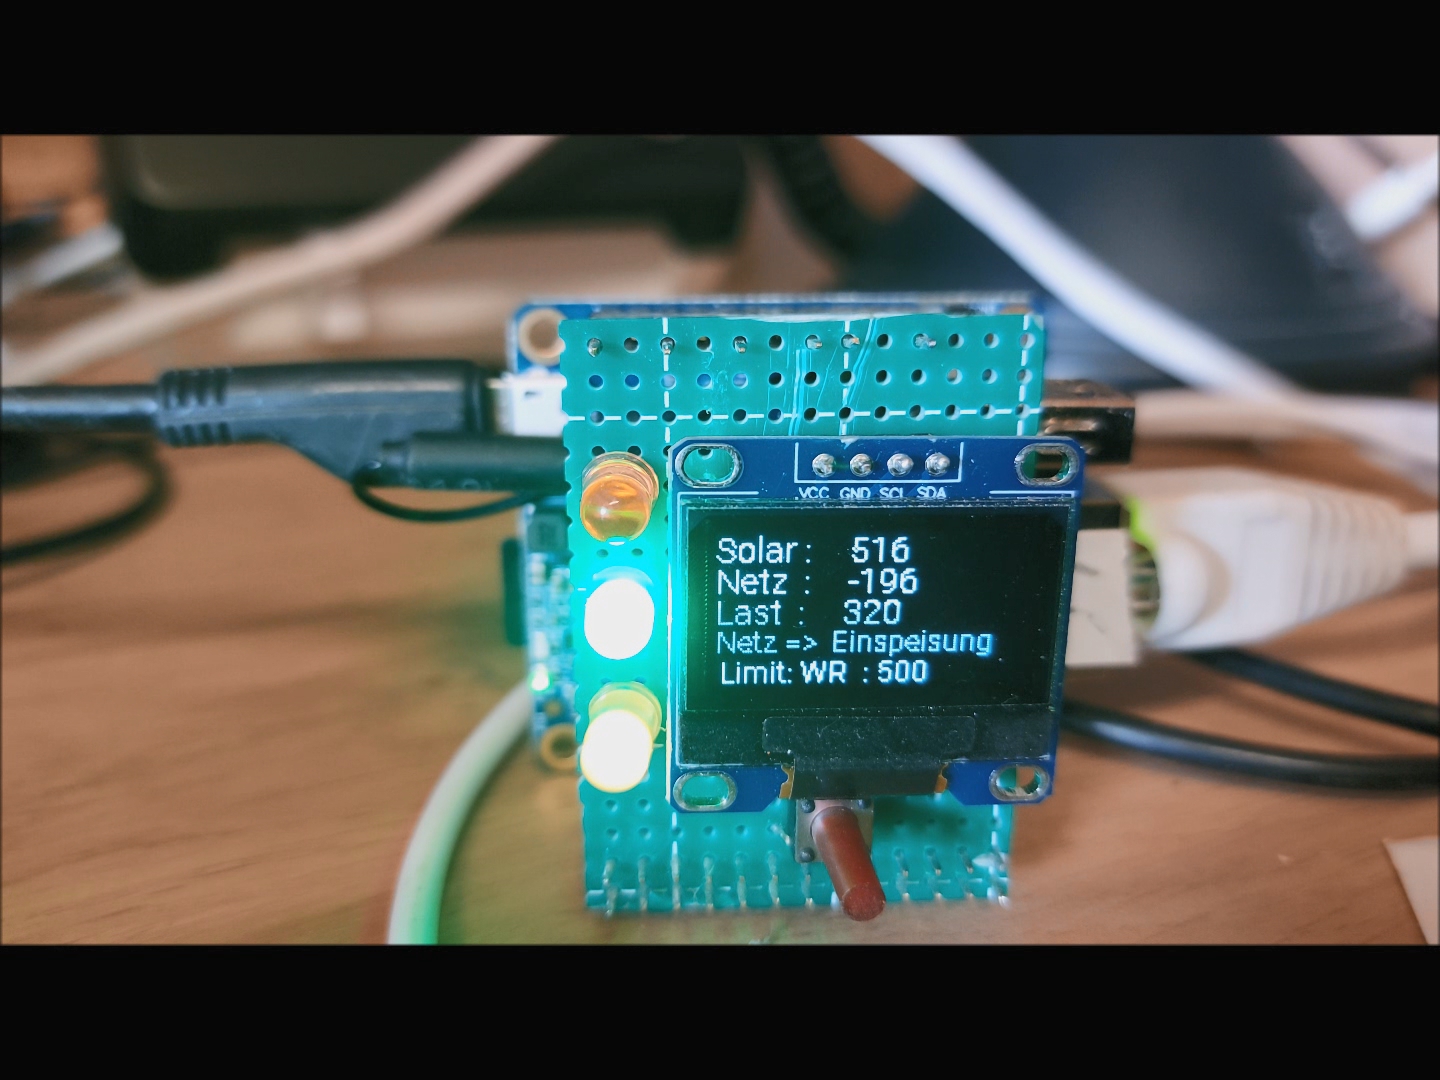 VCC GND SCL SDA
Solar : 516
Netz : -196
Last : 320
Netz => Einspeisung
Limit: WR : 500